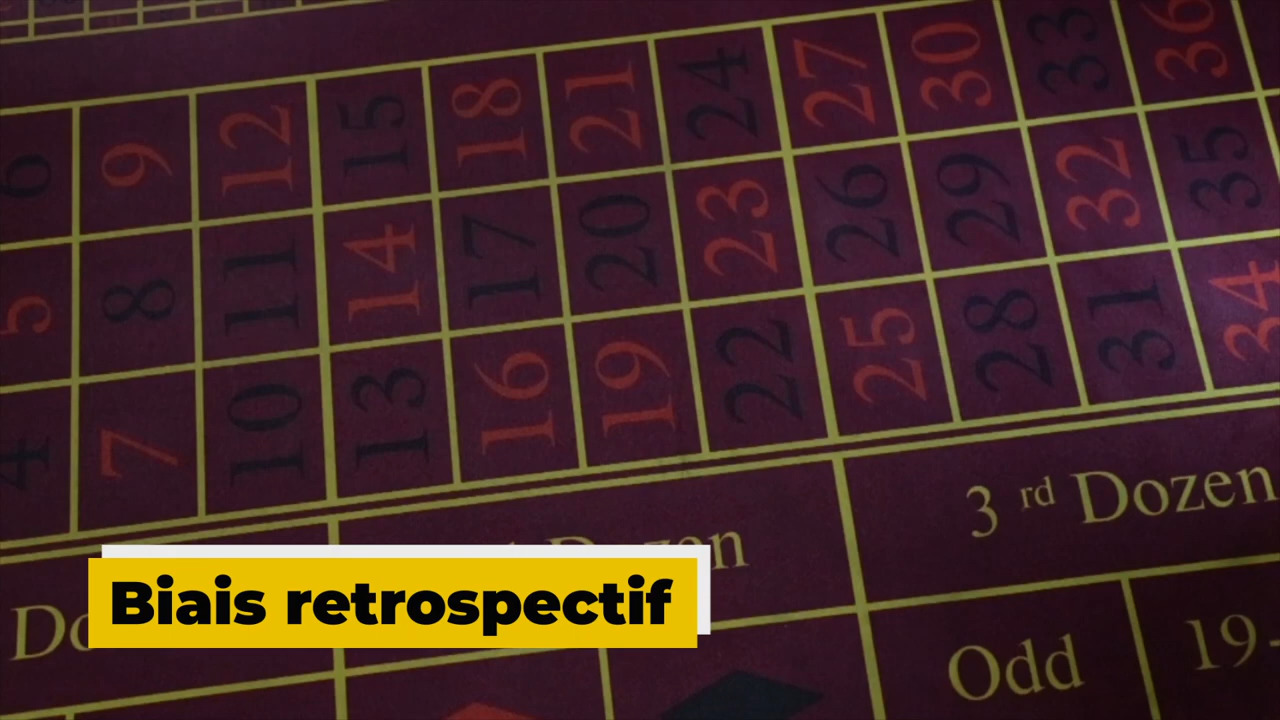 6 9 12 15 18 21 24 27 30 33 36
5 8 11 14 17 20 23 26 29 32 35
4 7 10 13 16 19 22 25 28 31 34
3 rd Dozen
Odd 19-
Biais retrospectif